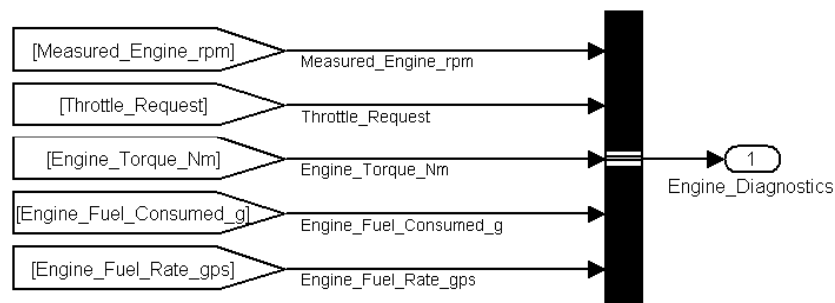 [Measured_Engine_rpm]
Measured_Engine_rpm
[Throttle_Request]
Throttle_Request
[Engine_Torque_Nm]
Engine_Torque_Nm
1
Engine_Diagnostics
[Engine_Fuel_Consumed_g]
Engine_Fuel_Consumed_g
[Engine_Fuel_Rate_gps]
Engine_Fuel_Rate_gps